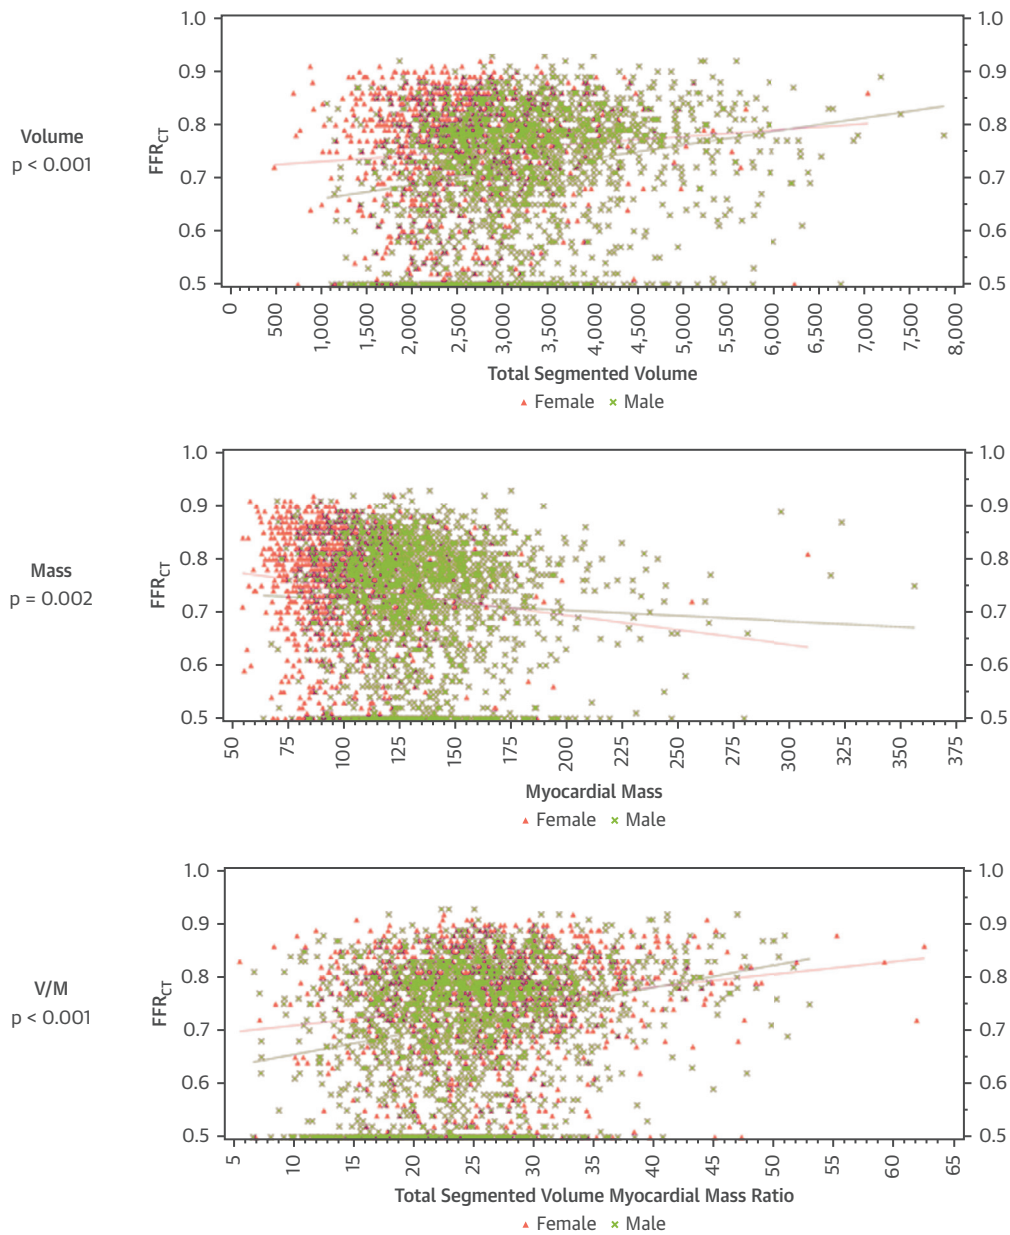 1.0 1.0
0.9 0.9
0.8 0.8
0.7 0.7
0.6 0.6
0.5 0.5
Volume
p < 0.001
FFRCT
0 500 1,000 1,500 2,000 2,500 3,000 3,500 4,000 4,500 5,000 5,500 6,000 6,500 7,000 7,500 8,000
Total Segmented Volume
Female Male
1.0 1.0
0.9 0.9
0.8 0.8
0.7 0.7
0.6 0.6
0.5 0.5
Mass
p = 0.002
FFRCT
50 75 100 125 150 175 200 225 250 275 300 325 350 375
Myocardial Mass
Female Male
1.0 1.0
0.9 0.9
0.8 0.8
0.7 0.7
0.6 0.6
0.5 0.5
V/M
p < 0.001
FFRCT
5 10 15 20 25 30 35 40 45 50 55 60 65
Total Segmented Volume Myocardial Mass Ratio
Female Male